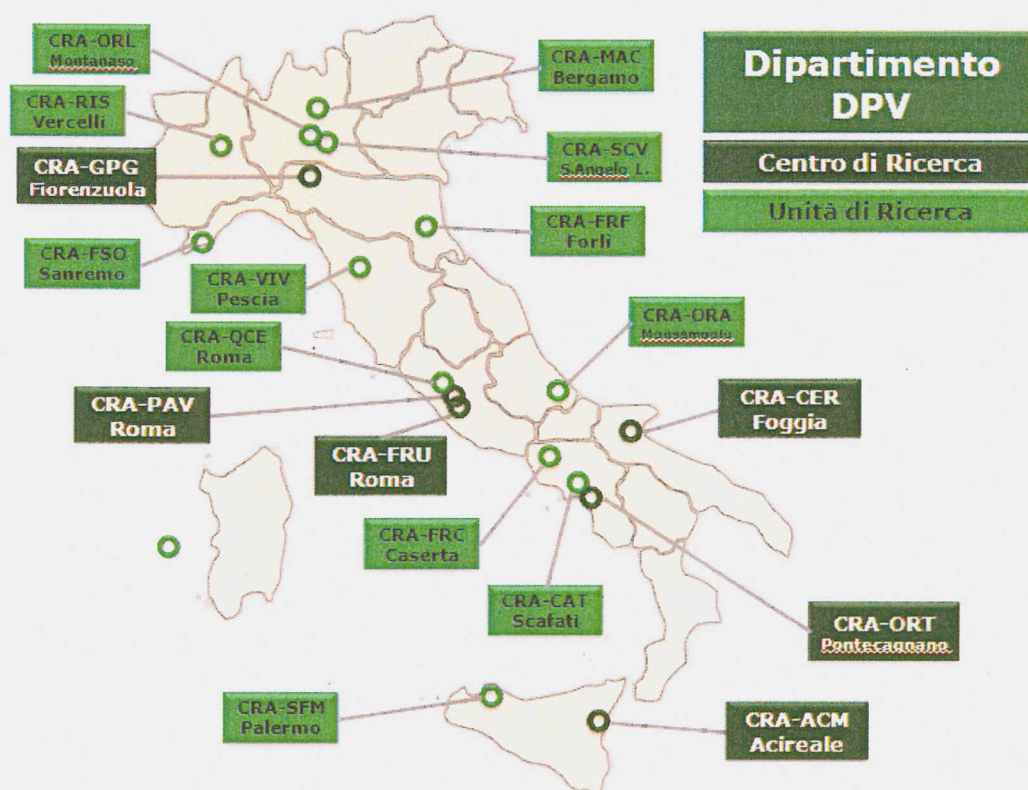 CRA-ORL
Montanaso
CRA-MAC
Bergamo
Dipartimento
DPV
CRA-RIS
Vercelli
CRA-SCV
S.Angelo L.
Centro di Ricerca
CRA-GPG
Fiorenzuola
Unità di Ricerca
CRA-FRF
Forlì
CRA-FSO
Sanremo
CRA-VIV
Pescia
CRA-ORA
Monsampolo
CRA-QCE
Roma
CRA-PAV
Roma
CRA-CER
Foggia
CRA-FRU
Roma
CRA-FRC
Caserta
CRA-CAT
Scafati
CRA-ORT
Pontecagnano
CRA-SFM
Palermo
CRA-ACM
Acireale